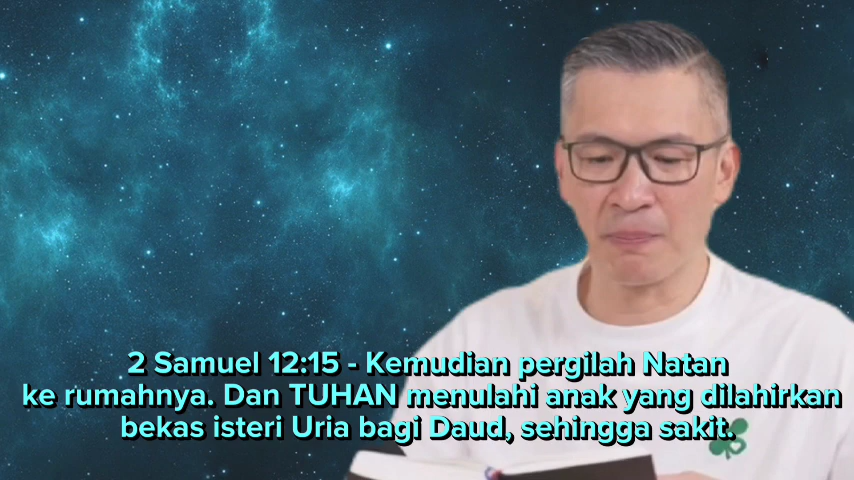 2 Samuel 12:15 - Kemudian pergilah Natan
ke rumahnya. Dan TUHAN menulahi anak yang dilahirkan
bekas isteri Uria bagi Daud, sehingga sakit.